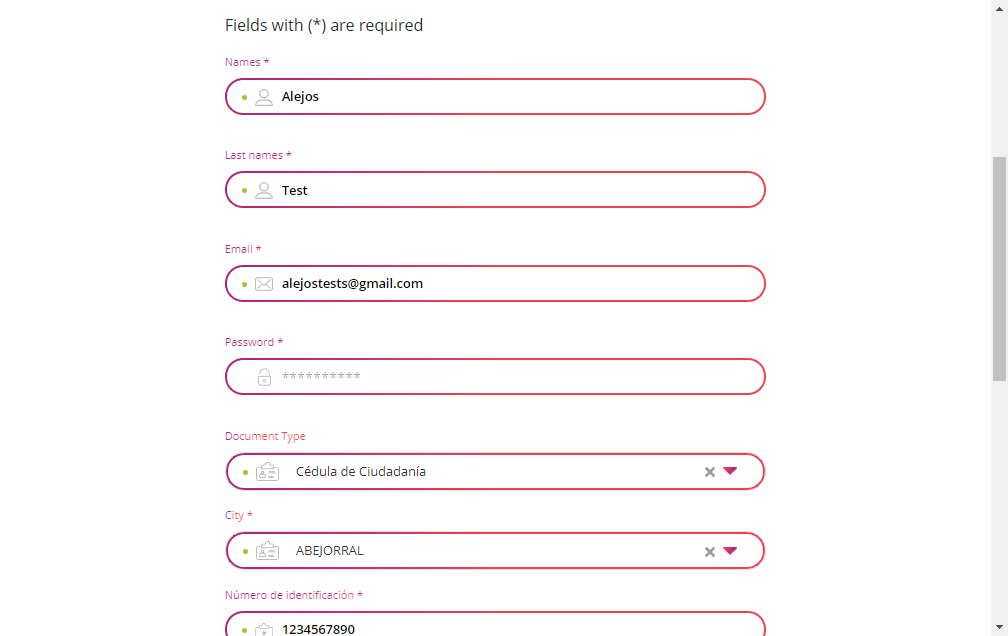 Fields with (*) are required
Names *
Alejos
Last names *
Test
Email *
alejostests@gmail.com
Password *
**********
Document Type
Cédula de Ciudadanía
City *
ABEJORRAL
Número de identificación *
1234567890